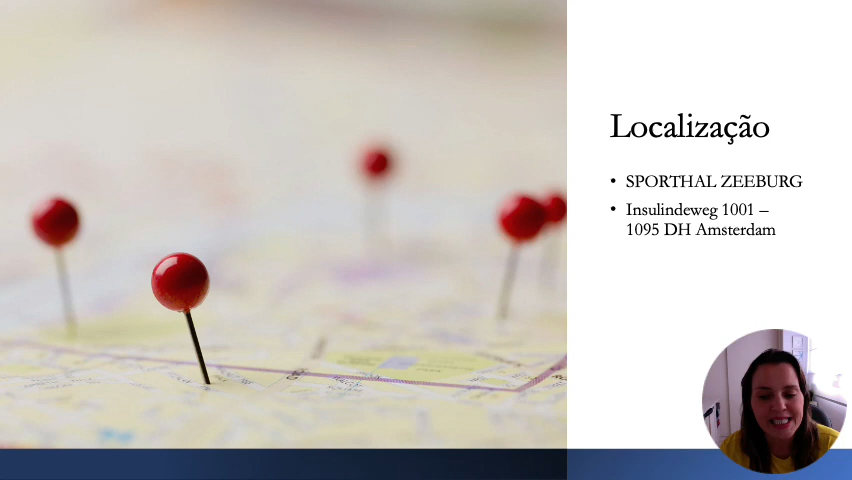 Localização
• SPORTHAL ZEEBURG
• Insulindeweg 1001 –
1095 DH Amsterdam